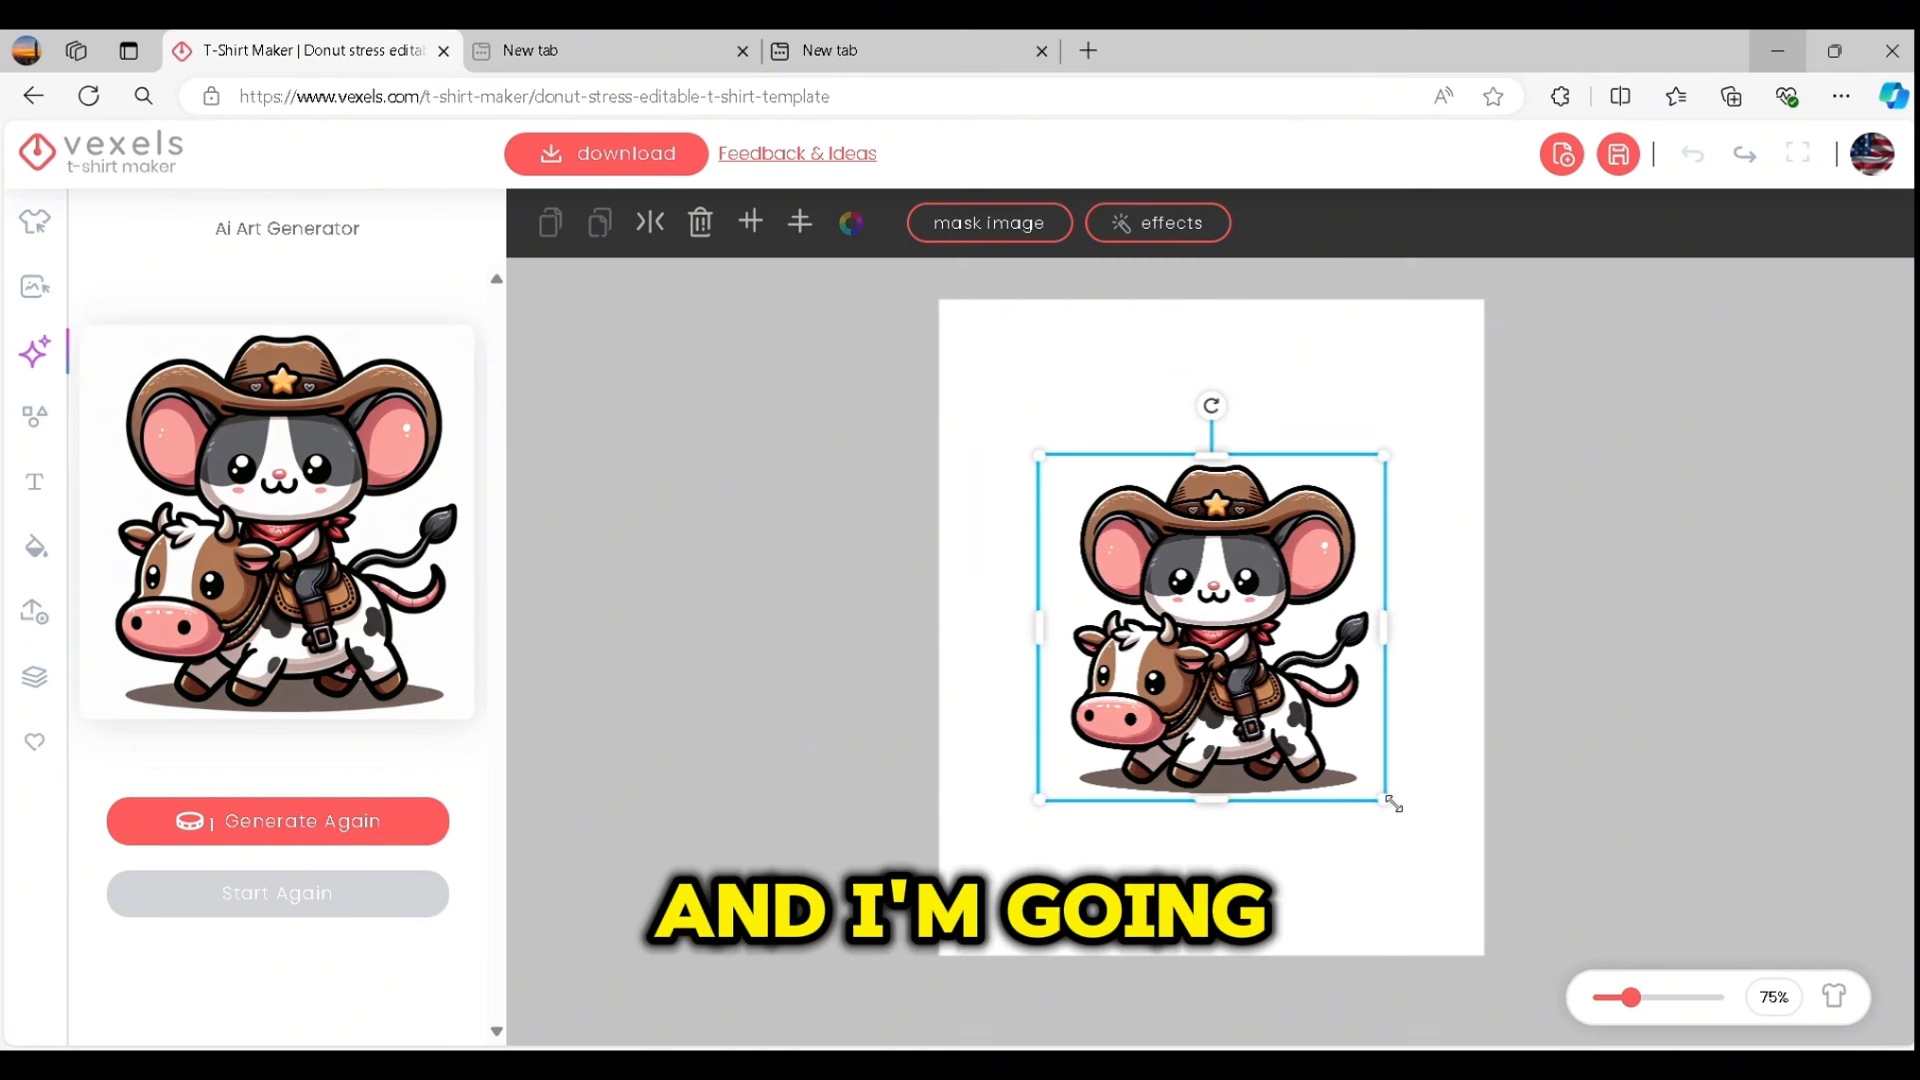 T-Shirt Maker | Donut stress edita
New tab
New tab
https://www.vexels.com/t-shirt-maker/donut-stress-editable-t-shirt-template
vexels
t-shirt maker
download
Feedback & Ideas
Ai Art Generator
mask image
effects
1 Generate Again
Start Again
AND I'M GOING
75%